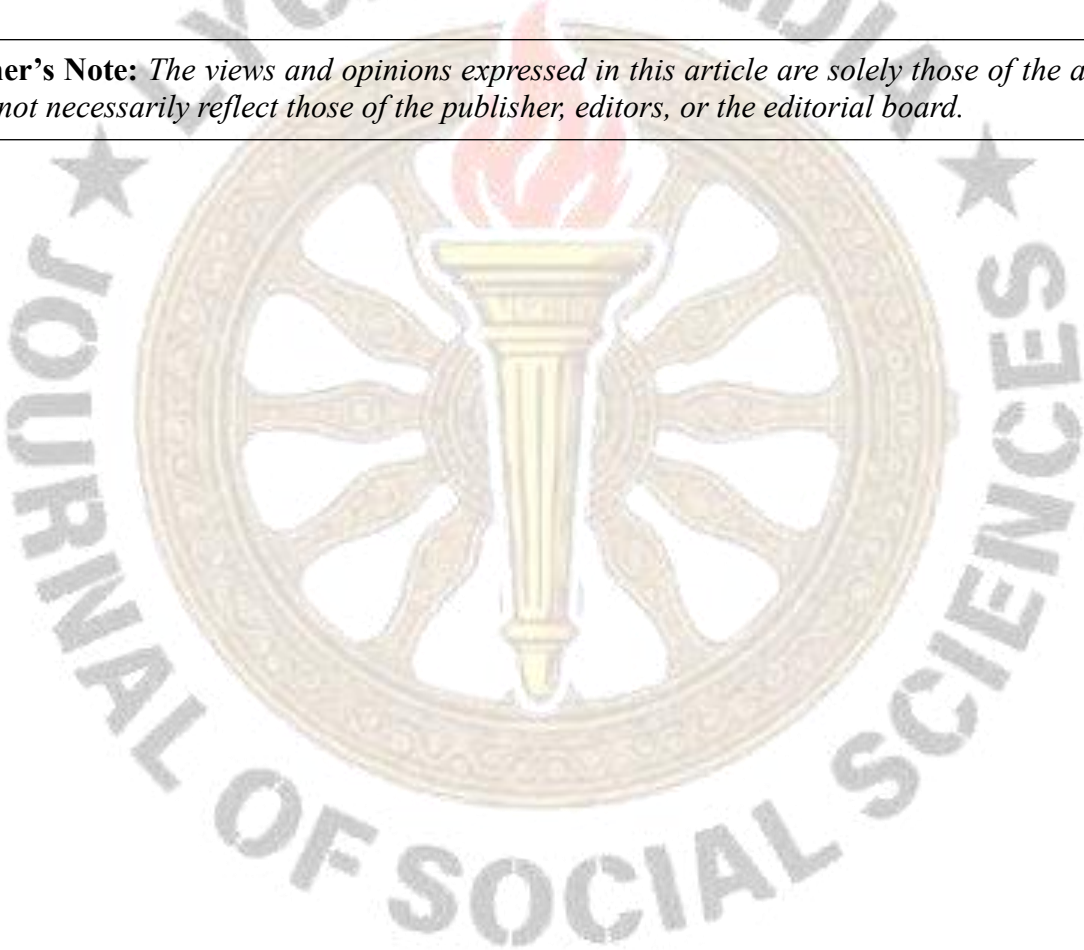 ner's Note: The views and opinions expressed in this article are solely those of the a
not necessarily reflect those of the publisher, editors, or the editorial board.
JOURNAL OF SOCIAL SCIENCES